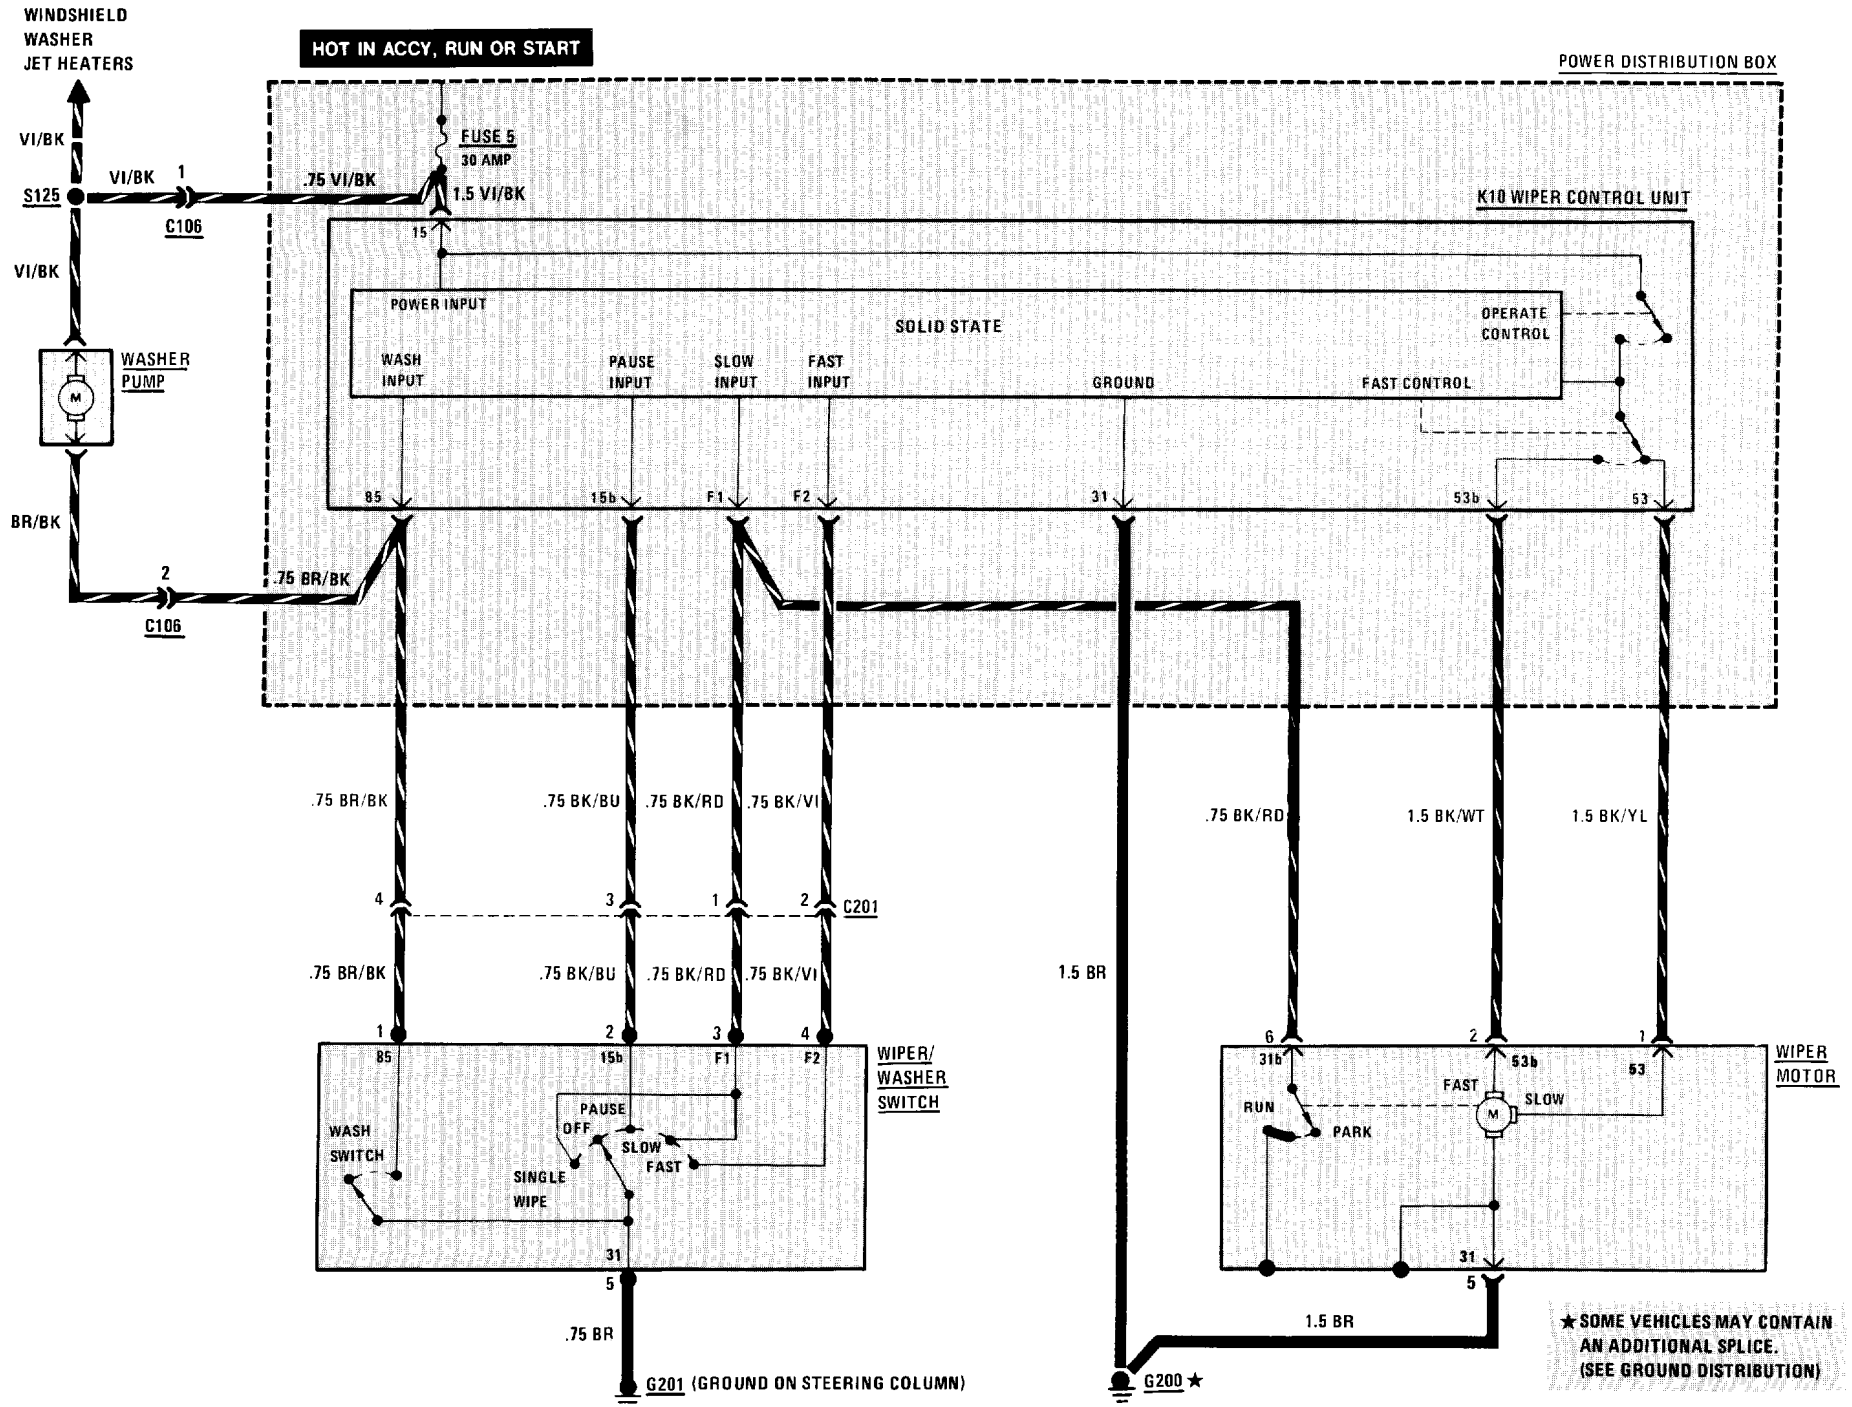 WINDSHIELD
WASHER
JET HEATERS
HOT IN ACCY, RUN OR START
POWER DISTRIBUTION BOX
VI/BK
FUSE 5
30 AMP
S125
VI/BK
1
C106
.75 VI/BK
1.5 VI/BK
K10 WIPER CONTROL UNIT
15
VI/BK
POWER INPUT
SOLID STATE
OPERATE
CONTROL
WASHER
PUMP
M
WASH
INPUT
PAUSE
INPUT
SLOW
INPUT
FAST
INPUT
GROUND
FAST CONTROL
85
15b
F1
F2
31
53b
53
BR/BK
2
C106
.75 BR/BK
.75 BR/BK
.75 BK/BU
.75 BK/RD
.75 BK/VI
.75 BK/RD
1.5 BK/WT
1.5 BK/YL
4
3
1
2
C201
.75 BR/BK
.75 BK/BU
.75 BK/RD
.75 BK/VI
1.5 BR
1
2
3
4
6
2
1
85
15b
F1
F2
WIPER/
WASHER
SWITCH
31b
53b
53
WIPER
MOTOR
PAUSE
OFF
SLOW
FAST
SINGLE
WIPE
WASH
SWITCH
FAST
M
SLOW
RUN
PARK
31
5
31
5
.75 BR
1.5 BR
G201 (GROUND ON STEERING COLUMN)
G200 ★
★ SOME VEHICLES MAY CONTAIN
AN ADDITIONAL SPLICE.
(SEE GROUND DISTRIBUTION)